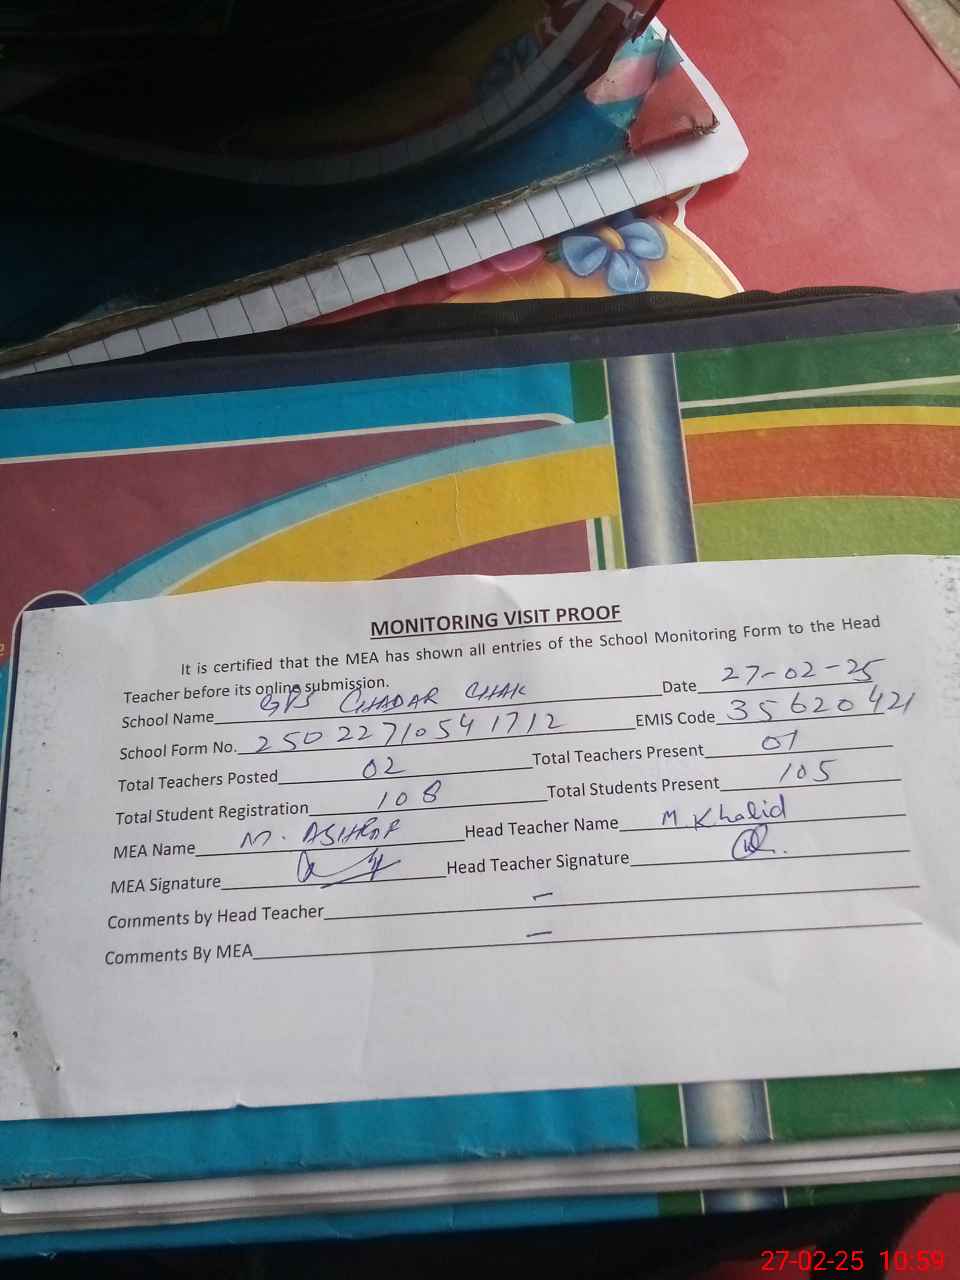 MONITORING VISIT PROOF
It is certified that the MEA has shown all entries of the School Monitoring Form to the Head
Teacher before its online submission.
School Name GPS CHADAR CHAK Date 27-02-25
School Form No. 25022710541712 EMIS Code 35620421
Total Teachers Posted 02 Total Teachers Present 01
Total Student Registration 108 Total Students Present 105
MEA Name M. ASHRAF Head Teacher Name M Khalid
MEA Signature Head Teacher Signature
Comments by Head Teacher –
Comments By MEA –
27-02-25 10:59